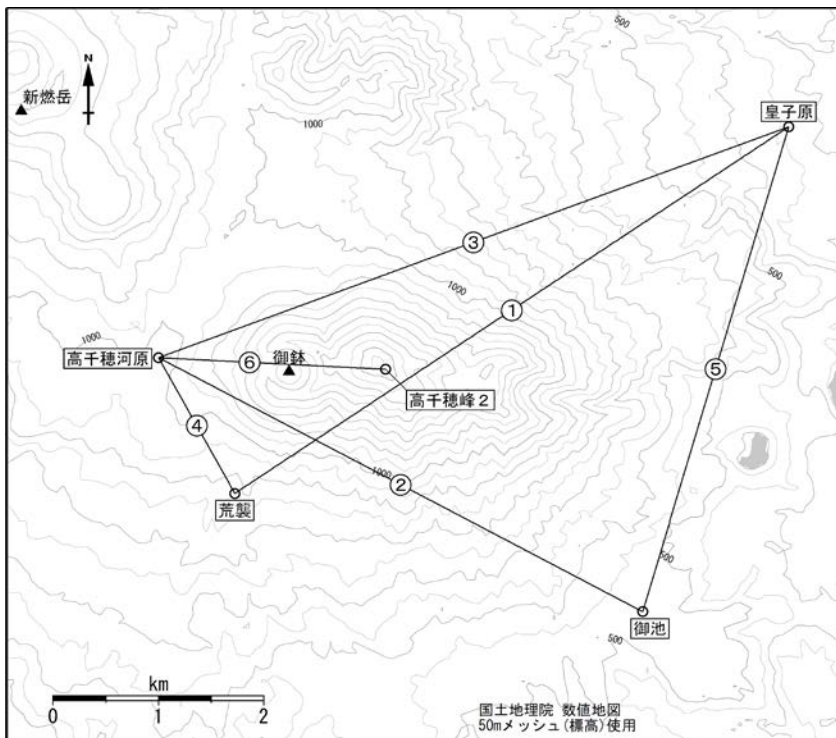 500
N
新燃岳
皇子原
1000
③
500
1000
①
1000
高千穂河原
⑥
御鉢
⑤
高千穂峰2
④
1000
②
荒襲
500
御池
500
km
0 1 2
国土地理院 数値地図
50mメッシュ(標高)使用